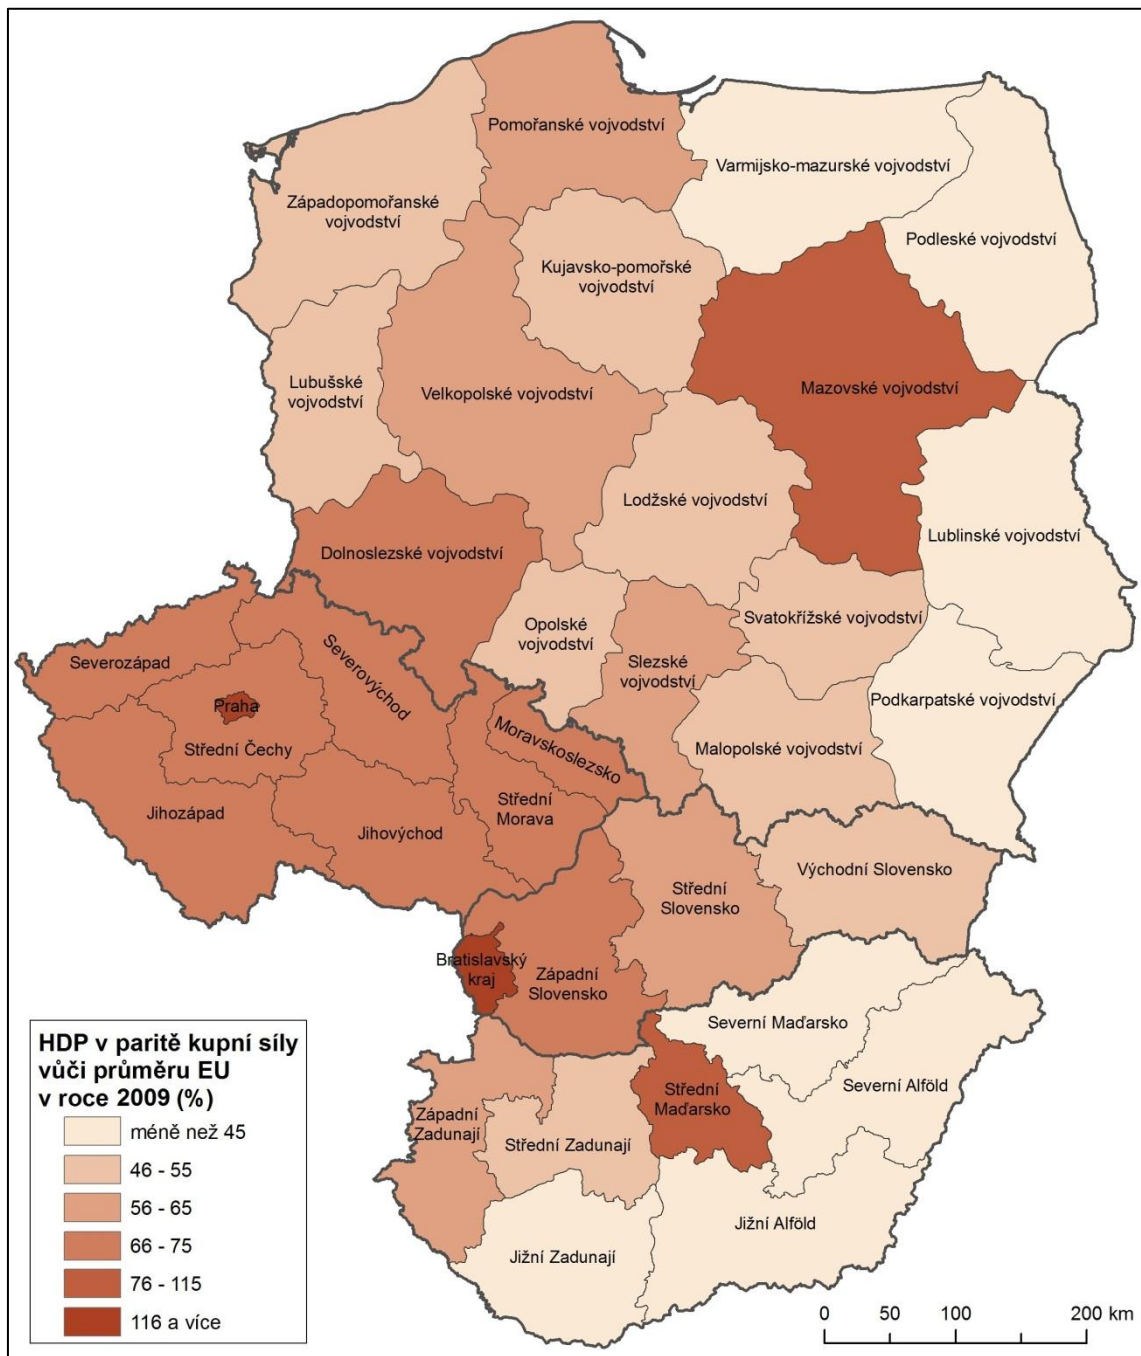 Pomořanské vojvodství
Varmijsko-mazurské vojvodství
Západopomořanské
vojvodství
Podleské vojvodství
Kujavsko-pomořské
vojvodství
Lubušské
vojvodství
Velkopolské vojvodství
Mazovské vojvodství
Lodžské vojvodství
Lublinské vojvodství
Dolnoslezské vojvodství
Opolské
vojvodství
Svatokřížské vojvodství
Slezské
vojvodství
Severozápad
Severovýchod
Praha
Střední Čechy
Podkarpatské vojvodství
Moravskoslezsko
Malopolské vojvodství
Jihozápad
Jihovýchod
Střední
Morava
Východní Slovensko
Střední
Slovensko
Bratislavský
kraj
Západní
Slovensko
Severní Maďarsko
Severní Alföld
Střední
Maďarsko
Západní
Zadunají
Střední Zadunají
Jižní Alföld
Jižní Zadunají
HDP v paritě kupní síly
vůči průměru EU
v roce 2009 (%)
méně než 45
46 - 55
56 - 65
66 - 75
76 - 115
116 a více
0 50 100 200 km